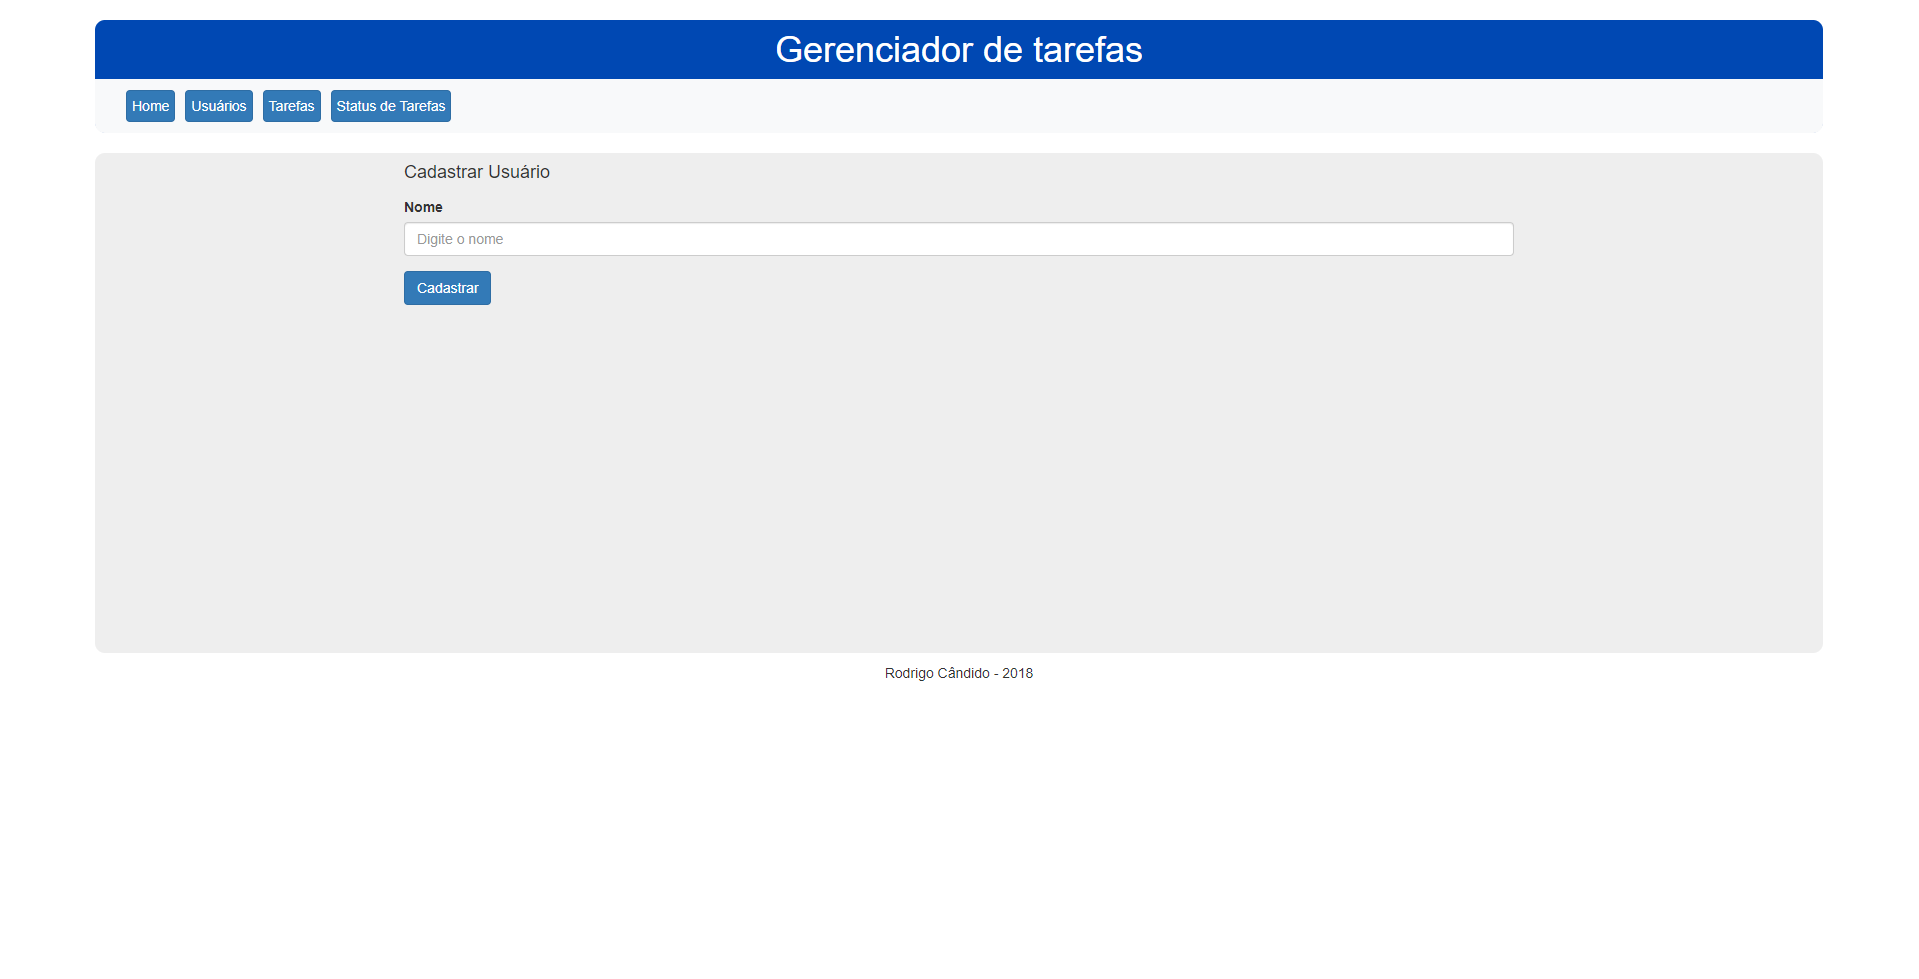 Gerenciador de tarefas
Home Usuários Tarefas Status de Tarefas
Cadastrar Usuário
Nome
Digite o nome
Cadastrar
Rodrigo Cândido - 2018